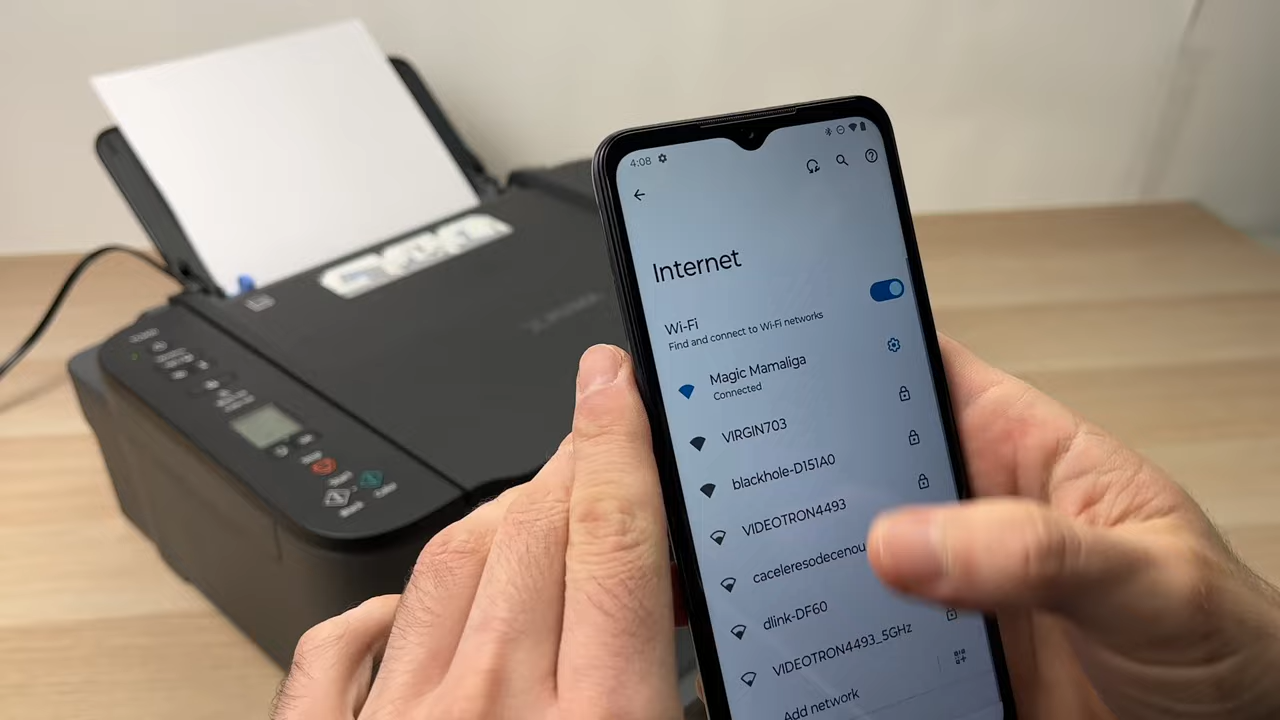 4:08
Internet
Wi-Fi
Find and connect to Wi-Fi networks
Magic Mamaliga
Connected
VIRGIN703
blackhole-D151A0
VIDEOTRON4493
caceleresodecenou
dlink-DF60
VIDEOTRON4493_5GHz
Add network